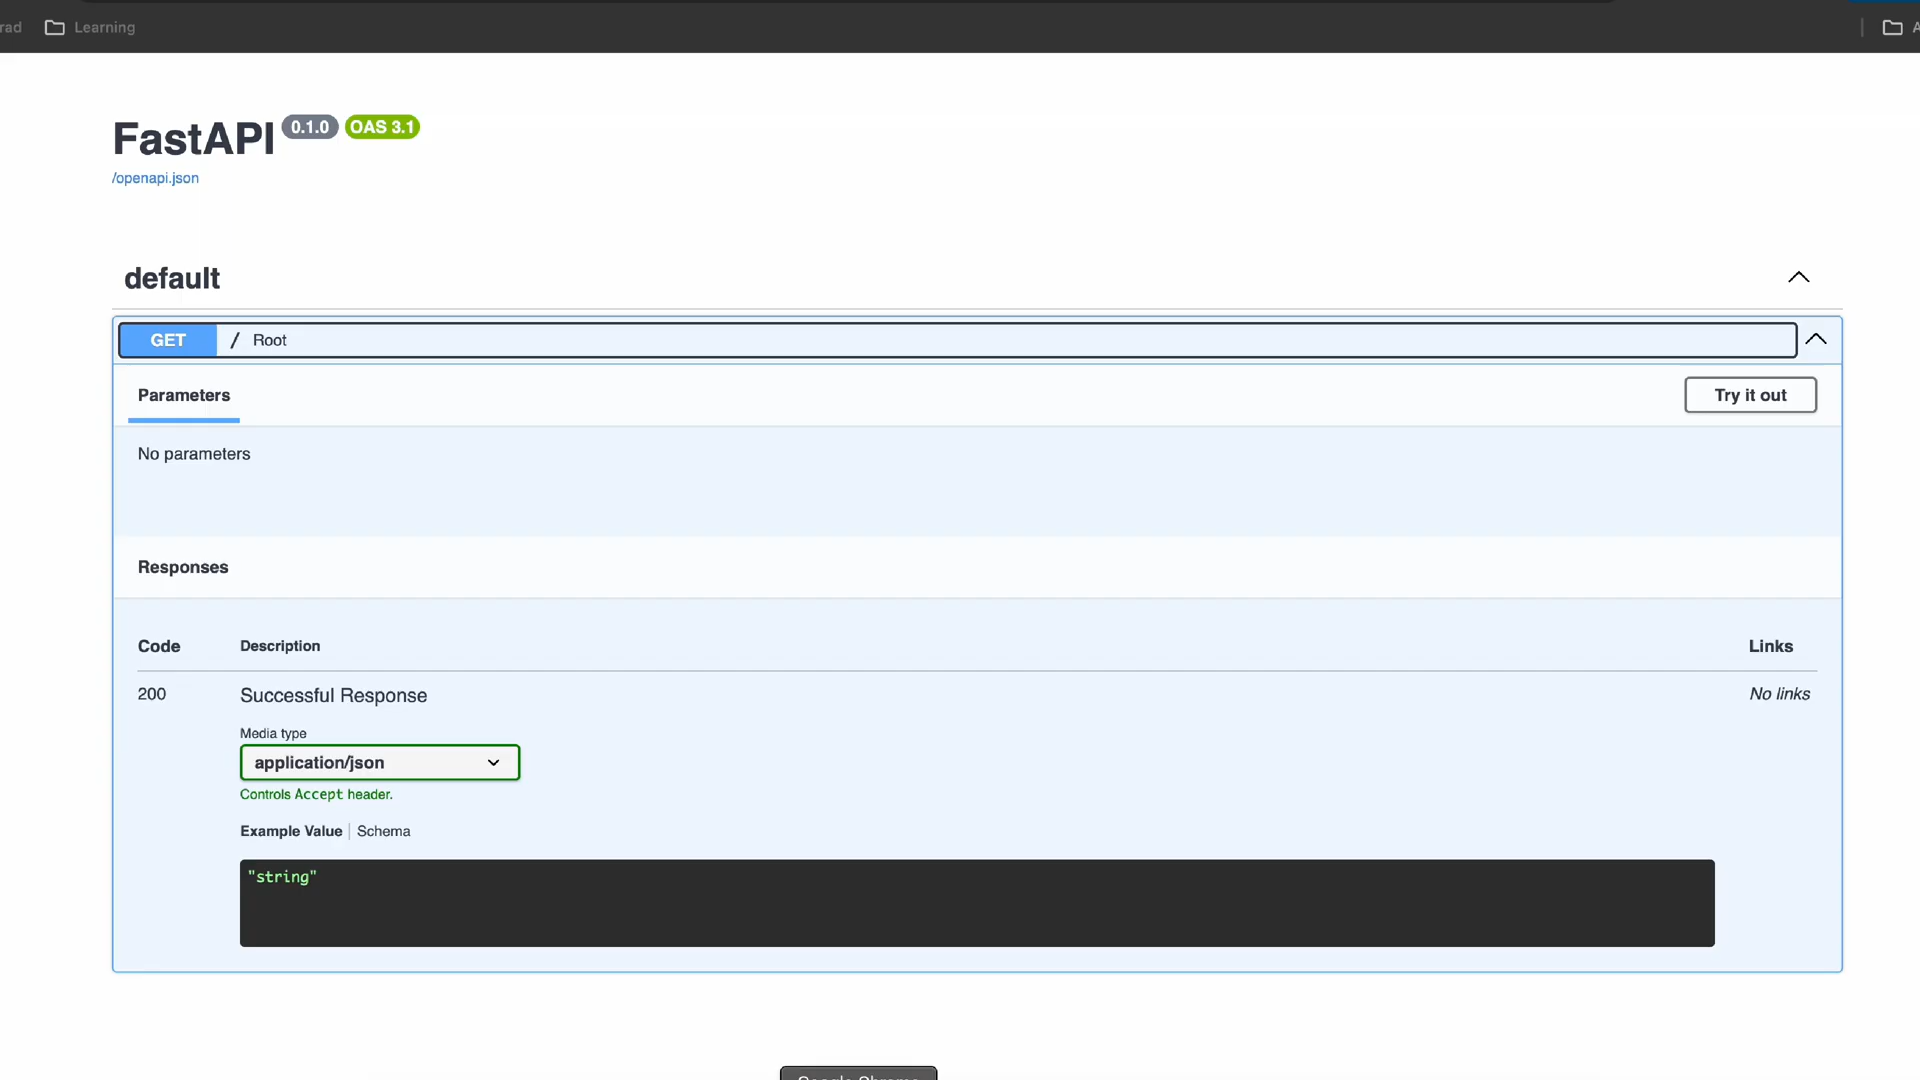 rad Learning
FastAPI 0.1.0 OAS 3.1
/openapi.json
default
GET / Root
Parameters Try it out
No parameters
Responses
Code Description Links
200 Successful Response No links
Media type
application/json
Controls Accept header.
Example Value Schema
"string"
Google Chrome